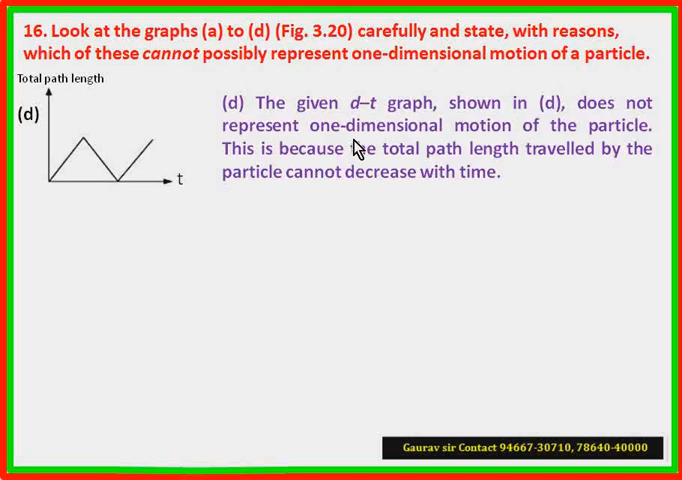 16. Look at the graphs (a) to (d) (Fig. 3.20) carefully and state, with reasons,
which of these cannot possibly represent one-dimensional motion of a particle.
Total path length
(d)
t
(d) The given d–t graph, shown in (d), does not
represent one-dimensional motion of the particle.
This is because the total path length travelled by the
particle cannot decrease with time.
Gaurav sir Contact 94667-30710, 78640-40000